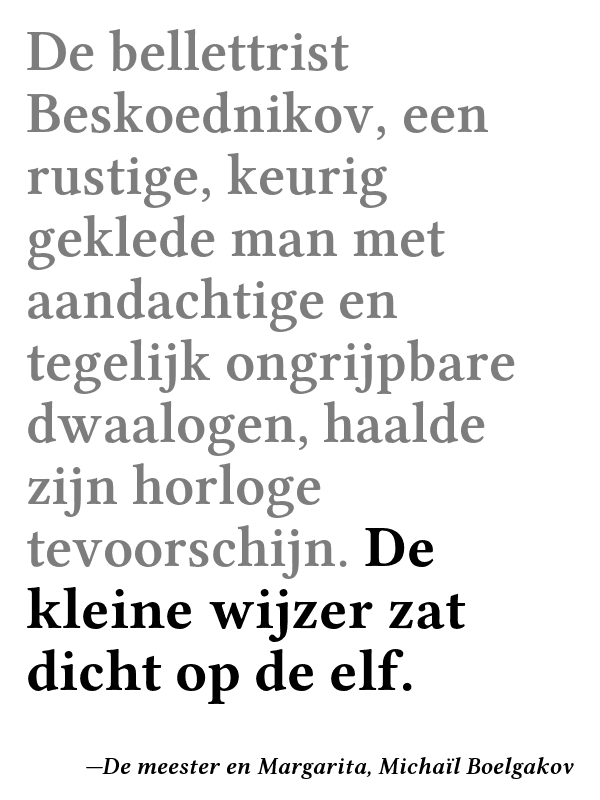 De bellettrist
Beskoednikov, een
rustige, keurig
geklede man met
aandachtige en
tegelijk ongrijpbare
dwaalogen, haalde
zijn horloge
tevoorschijn. De
kleine wijzer zat
dicht op de elf.
—De meester en Margarita, Michaïl Boelgakov